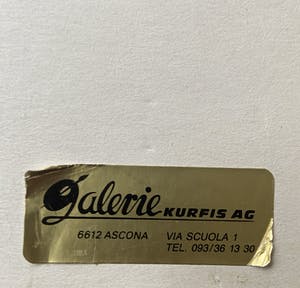 Galerie KURFIS AG
6612 ASCONA VIA SCUOLA 1
TEL. 093/36 13 30